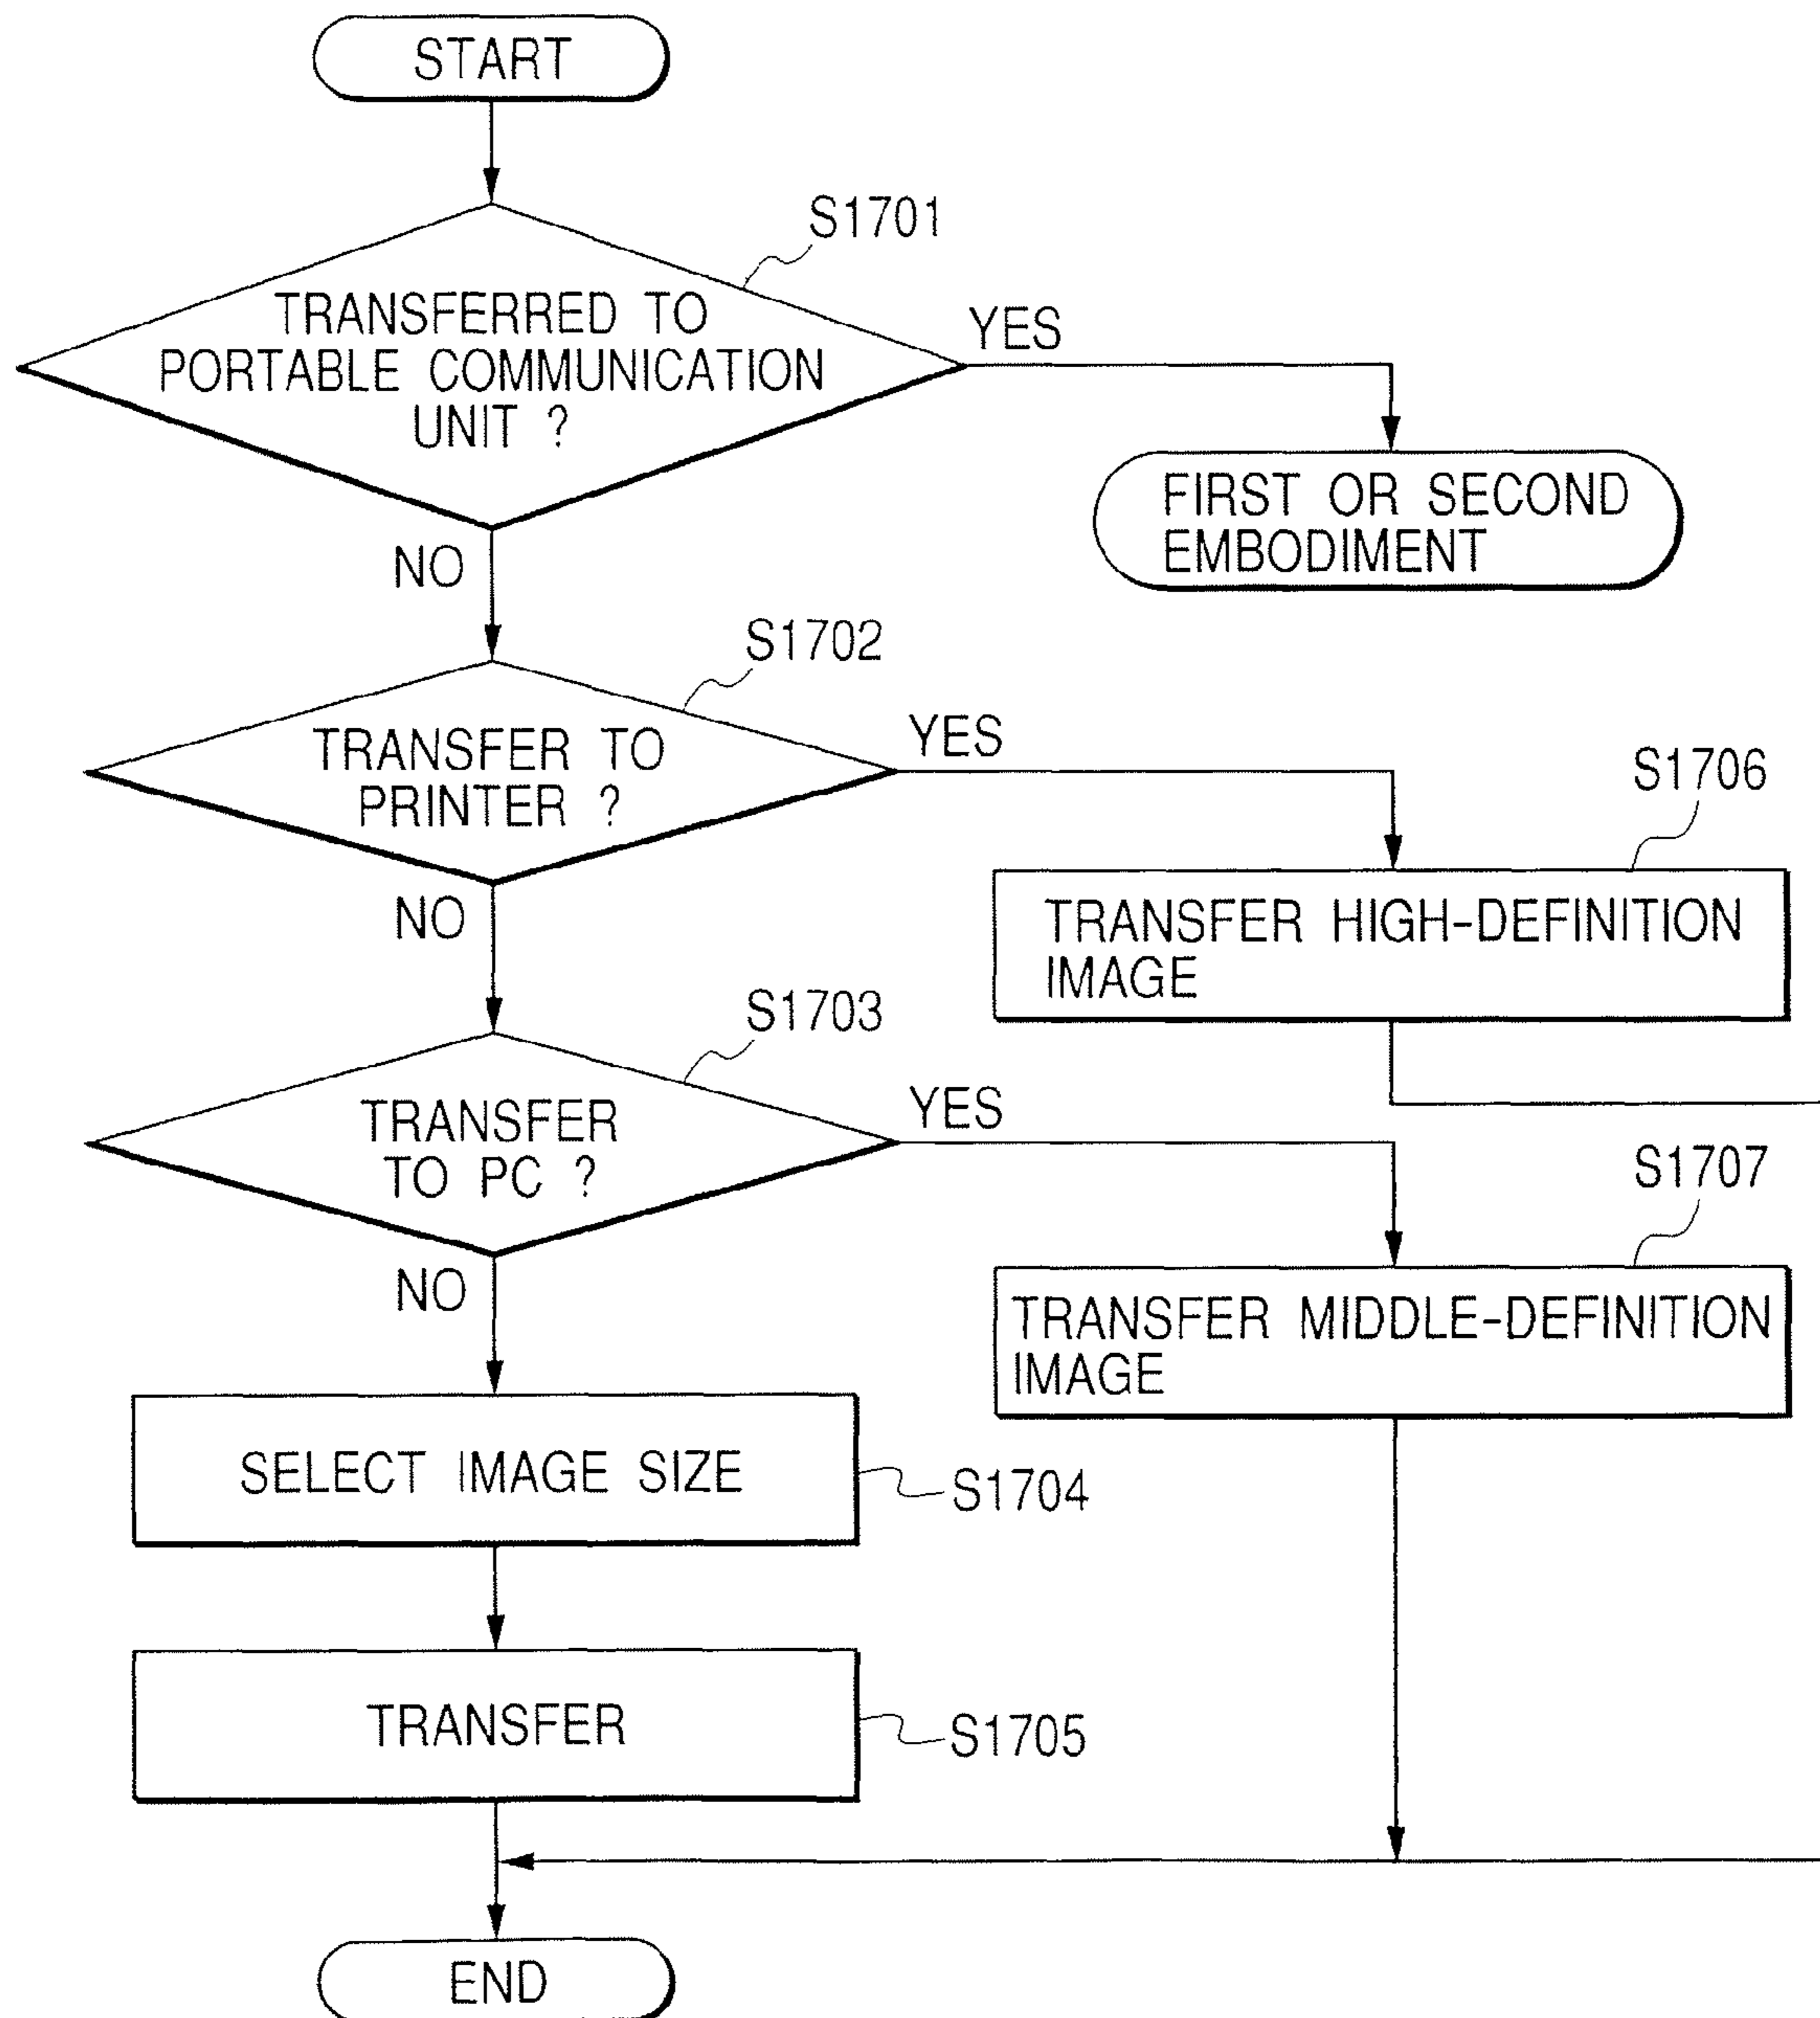 START
S1701
TRANSFERRED TO
PORTABLE COMMUNICATION
UNIT ?
YES
FIRST OR SECOND
EMBODIMENT
NO
S1702
TRANSFER TO
PRINTER ?
YES
S1706
TRANSFER HIGH-DEFINITION
IMAGE
NO
S1703
TRANSFER
TO PC ?
YES
S1707
TRANSFER MIDDLE-DEFINITION
IMAGE
NO
SELECT IMAGE SIZE
S1704
TRANSFER
S1705
END